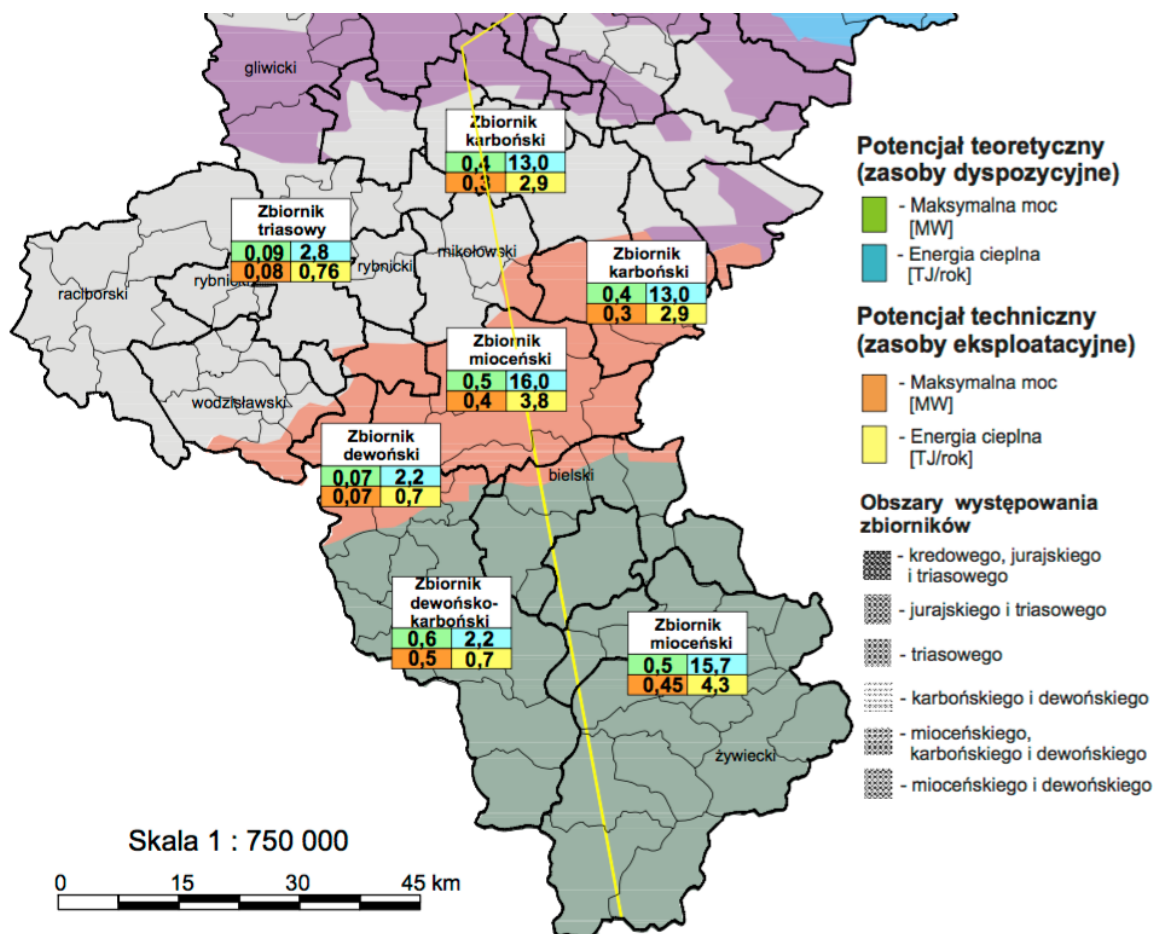 gliwicki
Zbiornik
karboński
0,4 13,0
0,3 2,9
Zbiornik
triasowy
0,09 2,8
0,08 0,76
raciborski
rybnicki
rybnicki
mikołowski
Zbiornik
karboński
0,4 13,0
0,3 2,9
Zbiornik
mioceński
0,5 16,0
0,4 3,8
wodzisławski
Zbiornik
dewoński
0,07 2,2
0,07 0,7
bielski
Zbiornik
dewońsko-
karboński
0,6 2,2
0,5 0,7
Zbiornik
mioceński
0,5 15,7
0,45 4,3
żywiecki
Skala 1 : 750 000
0 15 30 45 km
Potencjał teoretyczny
(zasoby dyspozycyjne)
- Maksymalna moc
[MW]
- Energia cieplna
[TJ/rok]
Potencjał techniczny
(zasoby eksploatacyjne)
- Maksymalna moc
[MW]
- Energia cieplna
[TJ/rok]
Obszary występowania
zbiorników
- kredowego, jurajskiego
i triasowego
- jurajskiego i triasowego
- triasowego
- karbońskiego i dewońskiego
- mioceńskiego,
karbońskiego i dewońskiego
- mioceńskiego i dewońskiego